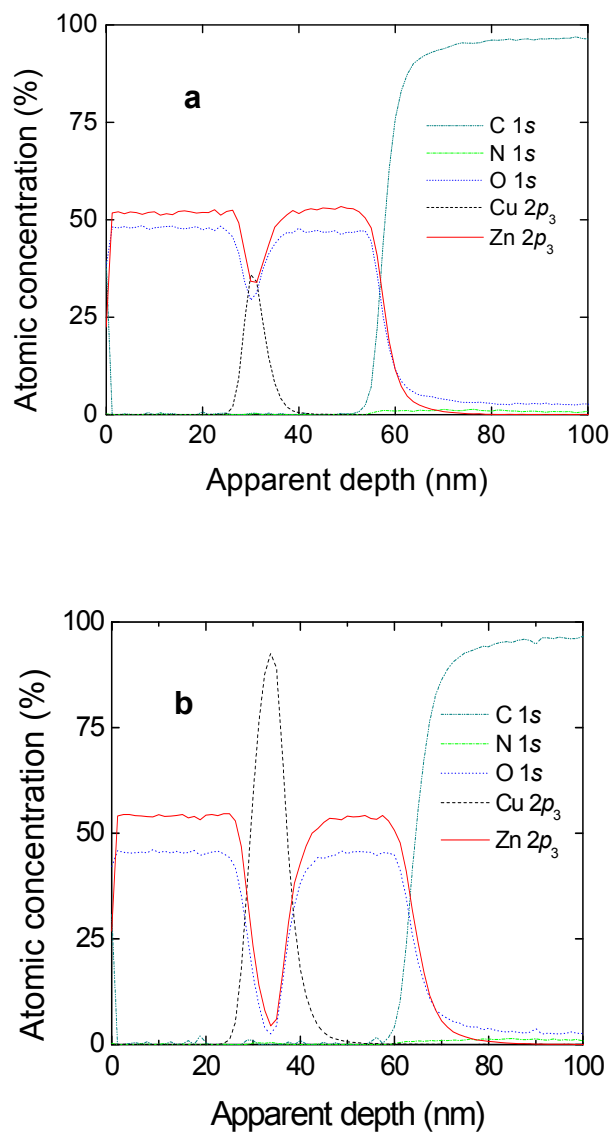 100
75
50
25
0
Atomic concentration (%)
a
C 1s
N 1s
O 1s
Cu 2p₃
Zn 2p₃
0 20 40 60 80 100
Apparent depth (nm)
100
75
50
25
0
Atomic concentration (%)
b
C 1s
N 1s
O 1s
Cu 2p₃
Zn 2p₃
0 20 40 60 80 100
Apparent depth (nm)